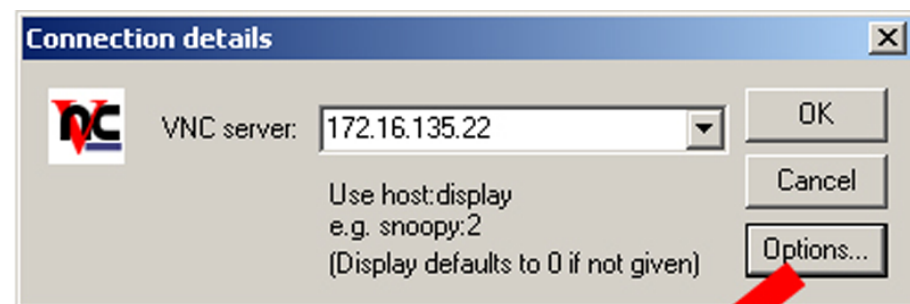 Connection details
VNC
VNC server:
172.16.135.22
OK
Use host:display
e.g. snoopy:2
(Display defaults to 0 if not given)
Cancel
Options...